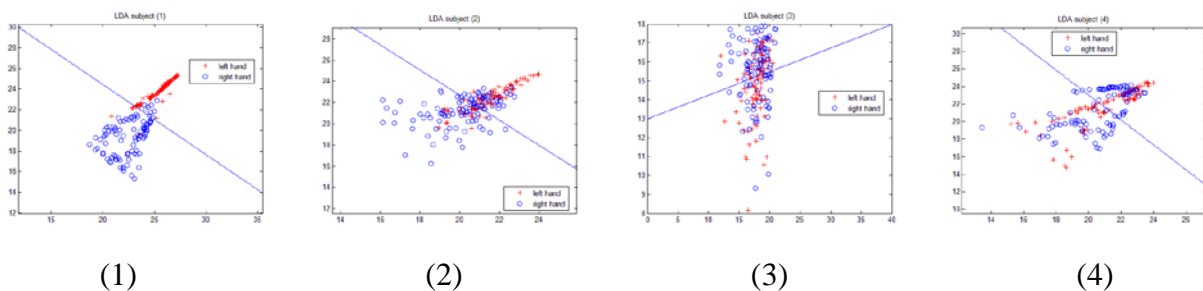 LDA subject (1)
30
28
26
24
22
20
18
16
14
12
15 20 25 30 35
left hand
right hand
LDA subject (2)
28
26
24
22
20
18
16
14
12
14 16 18 20 22 24
left hand
right hand
LDA subject (3)
18
17
16
15
14
13
12
11
10
9
8
0 5 10 15 20 25 30 35 40
left hand
right hand
LDA subject (4)
30
28
26
24
22
20
18
16
14
12
10
14 16 18 20 22 24 26
left hand
right hand
(1) (2) (3) (4)